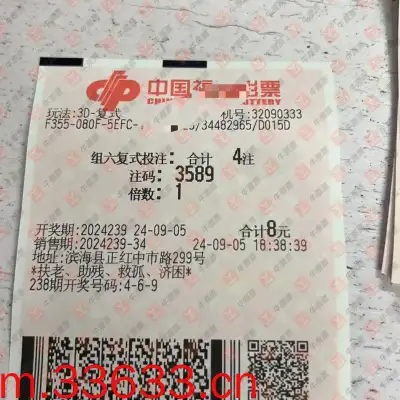 中国福 彩票
CHIN TTERY
玩法:3D-复式 机号:32090333
F355-080F-5EFC- /34482965/D015D
组六复式投注: 合计 4注
注码: 3589
倍数: 1
开奖期:2024239 24-09-05 合计8元
销售期:2024239-34 24-09-05 18:38:39
地址:滨海县正红中市路299号
*扶老、助残、救孤、济困*
238期开奖号码:4-6-9
m.33633.cn